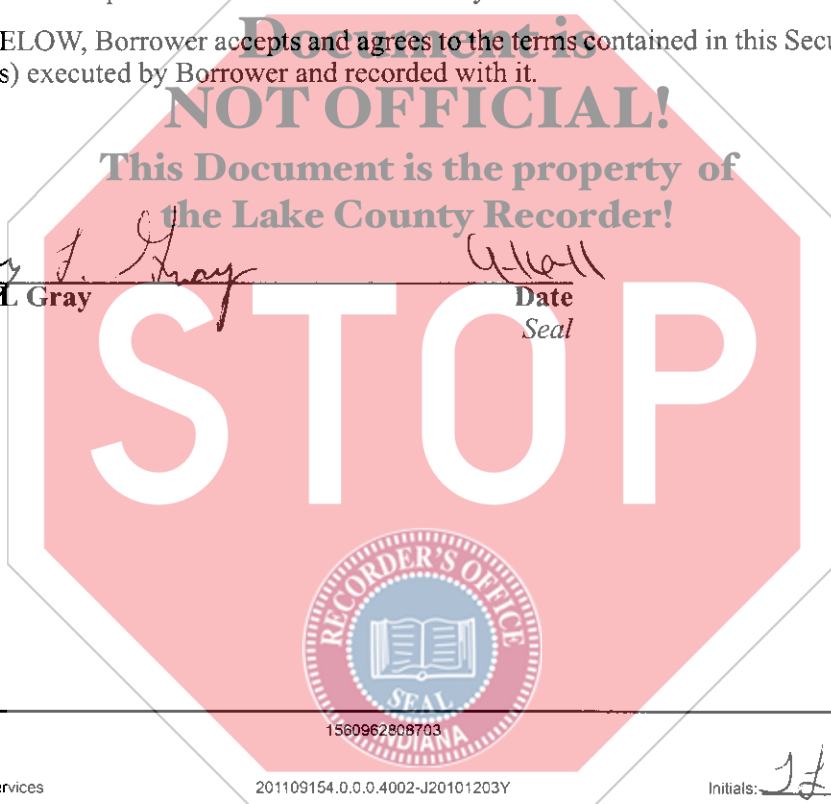 Document is
ELOW, Borrower accepts and agrees to the terms contained in this Secu
s) executed by Borrower and recorded with it.
NOT OFFICIAL!
This Document is the property of
the Lake County Recorder!
L. Gray
4-16-11
L Gray
Date
Seal
STOP
RECORDER'S OFFICE
SEAL
INDIANA
1560962808703
ervices
201109154.0.0.0.4002-J20101203Y
Initials: